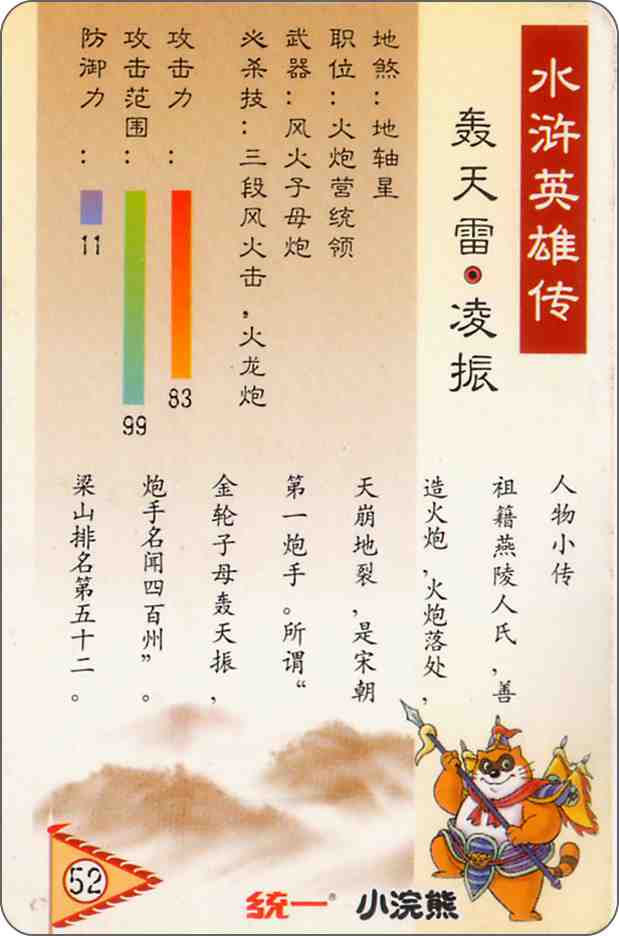 水浒英雄传
轰天雷·凌振
地煞：地轴星
职位：火炮营统领
武器：风火子母炮
必杀技：三段风火击，火龙炮
攻击力：
83
攻击范围：
99
防御力：
11
人物小传
祖籍燕陵人氏，善
造火炮，火炮落处，
天崩地裂，是宋朝
第一炮手。所谓“
金轮子母轰天振，
炮手名闻四百州”。
梁山排名第五十二。
52
统一® 小浣熊